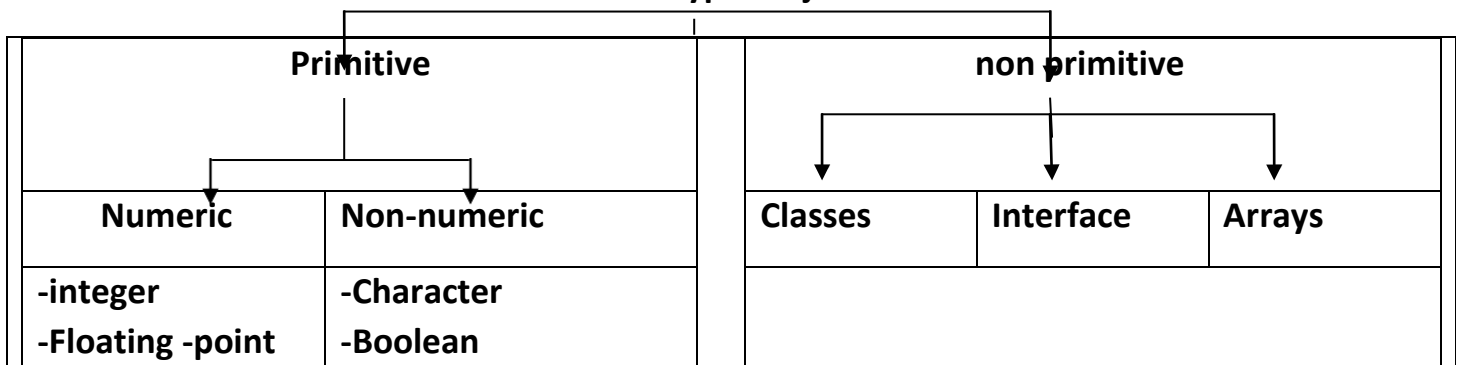 Primitive
non primitive
Numeric
Non-numeric
Classes
Interface
Arrays
-integer
-Floating -point
-Character
-Boolean